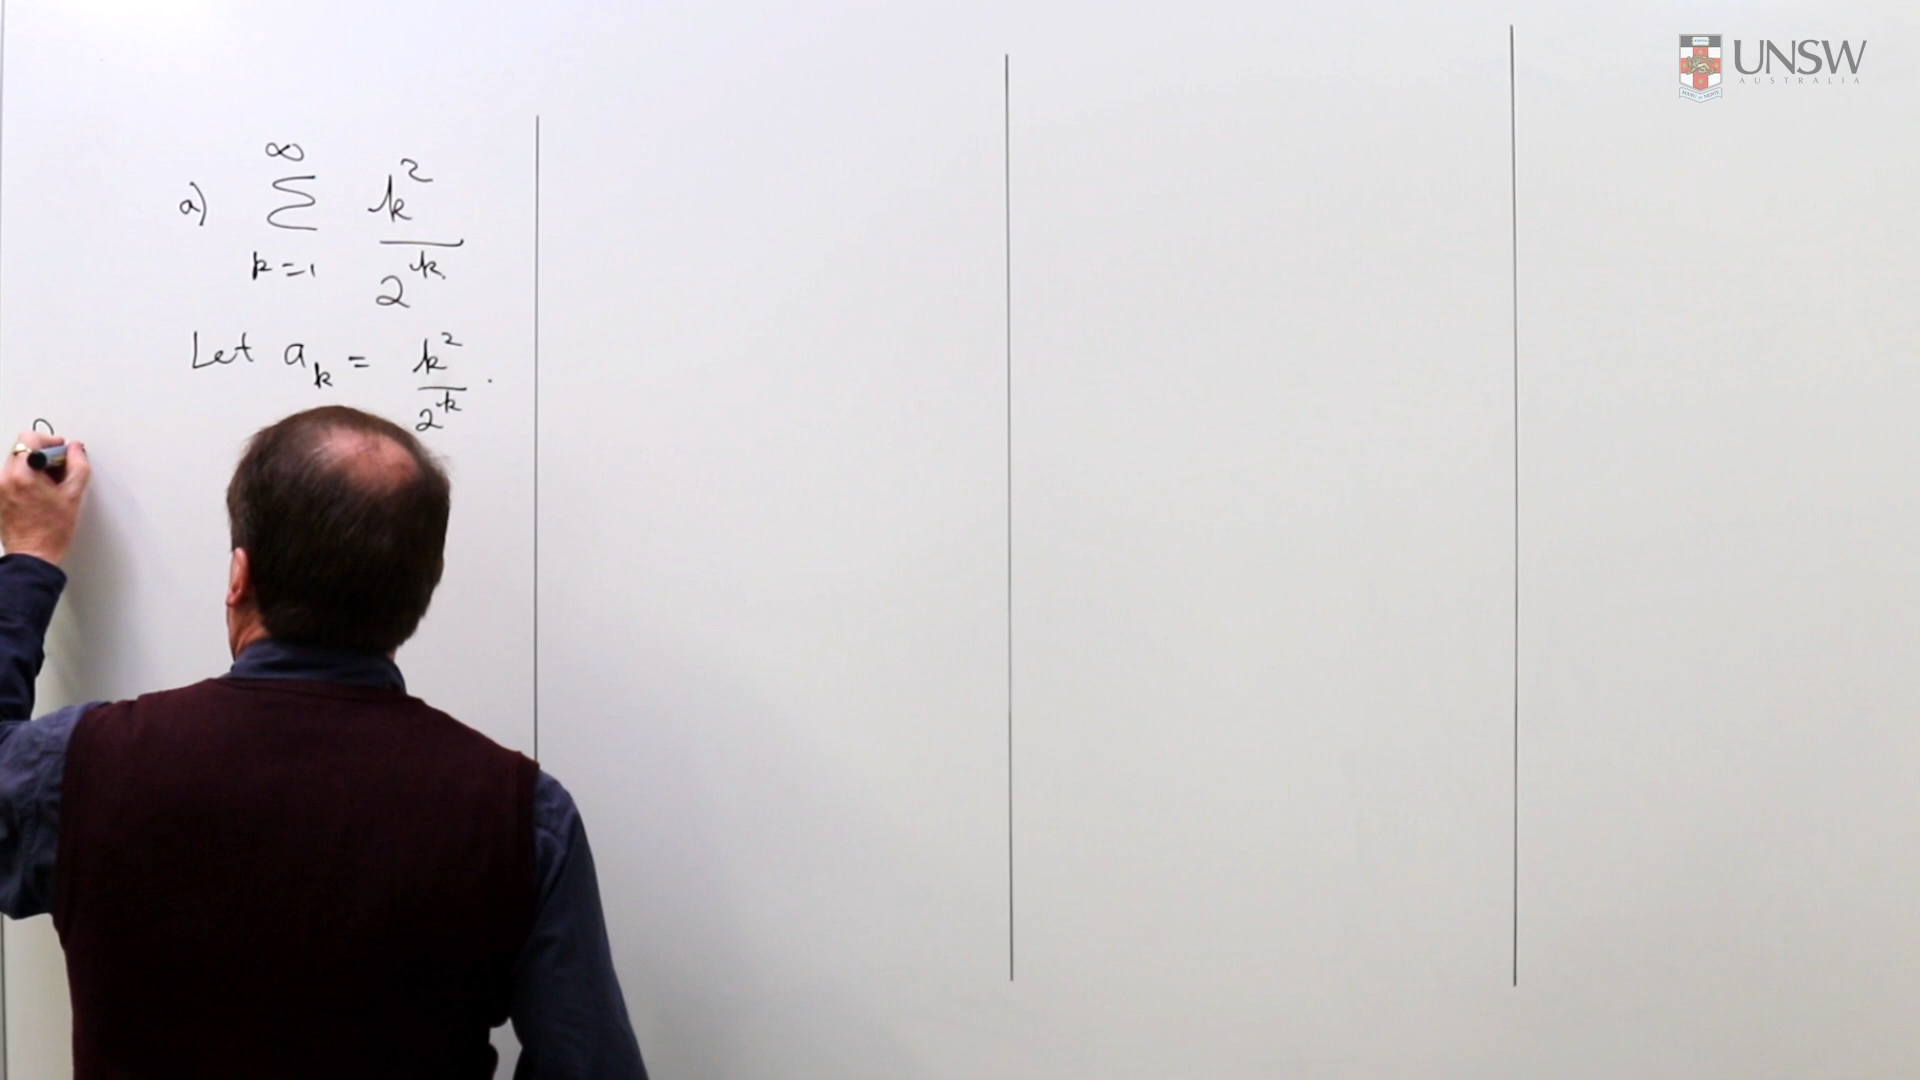 UNSW
AUSTRALIA
a) ∞ Σ k=1 k² / 2^k
Let a_k = k² / 2^k .